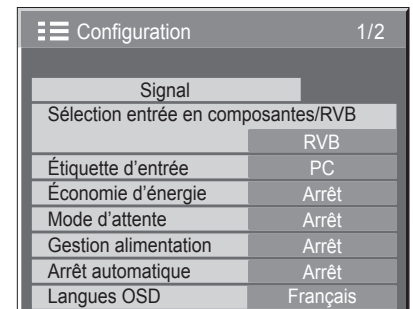 Configuration 1/2
Signal
Sélection entrée en composantes/RVB
RVB
Étiquette d'entrée PC
Économie d'énergie Arrêt
Mode d'attente Arrêt
Gestion alimentation Arrêt
Arrêt automatique Arrêt
Langues OSD Français